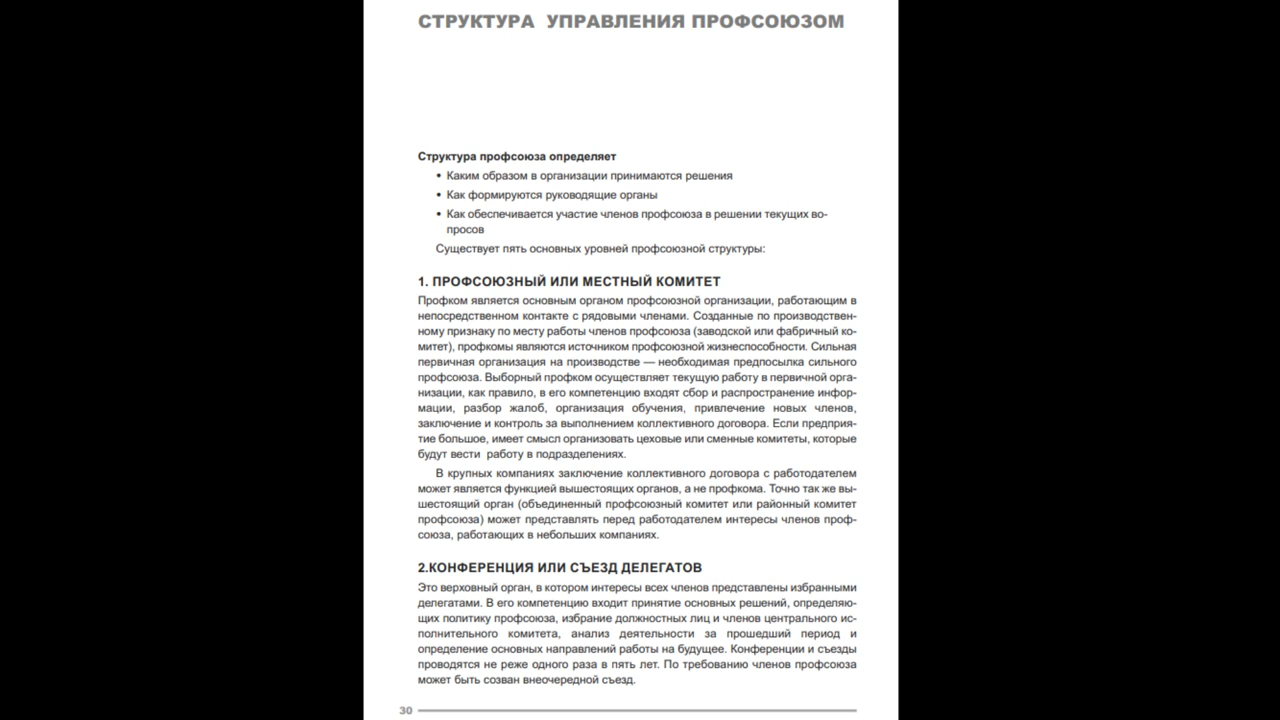 СТРУКТУРА УПРАВЛЕНИЯ ПРОФСОЮЗОМ
Структура профсоюза определяет
• Каким образом в организации принимаются решения
• Как формируются руководящие органы
• Как обеспечивается участие членов профсоюза в решении текущих во-
просов
Существует пять основных уровней профсоюзной структуры:
1. ПРОФСОЮЗНЫЙ ИЛИ МЕСТНЫЙ КОМИТЕТ
Профком является основным органом профсоюзной организации, работающим в
непосредственном контакте с рядовыми членами. Созданные по производствен-
ному признаку по месту работы членов профсоюза (заводской или фабричный ко-
митет), профкомы являются источником профсоюзной жизнеспособности. Сильная
первичная организация на производстве — необходимая предпосылка сильного
профсоюза. Выборный профком осуществляет текущую работу в первичной орга-
низации, как правило, в его компетенцию входят сбор и распространение инфор-
мации, разбор жалоб, организация обучения, привлечение новых членов,
заключение и контроль за выполнением коллективного договора. Если предприя-
тие большое, имеет смысл организовать цеховые или сменные комитеты, которые
будут вести работу в подразделениях.
В крупных компаниях заключение коллективного договора с работодателем
может является функцией вышестоящих органов, а не профкома. Точно так же вы-
шестоящий орган (объединенный профсоюзный комитет или районный комитет
профсоюза) может представлять перед работодателем интересы членов проф-
союза, работающих в небольших компаниях.
2.КОНФЕРЕНЦИЯ ИЛИ СЪЕЗД ДЕЛЕГАТОВ
Это верховный орган, в котором интересы всех членов представлены избранными
делегатами. В его компетенцию входит принятие основных решений, определяю-
щих политику профсоюза, избрание должностных лиц и членов центрального ис-
полнительного комитета, анализ деятельности за прошедший период и
определение основных направлений работы на будущее. Конференции и съезды
проводятся не реже одного раза в пять лет. По требованию членов профсоюза
может быть созван внеочередной съезд.
30